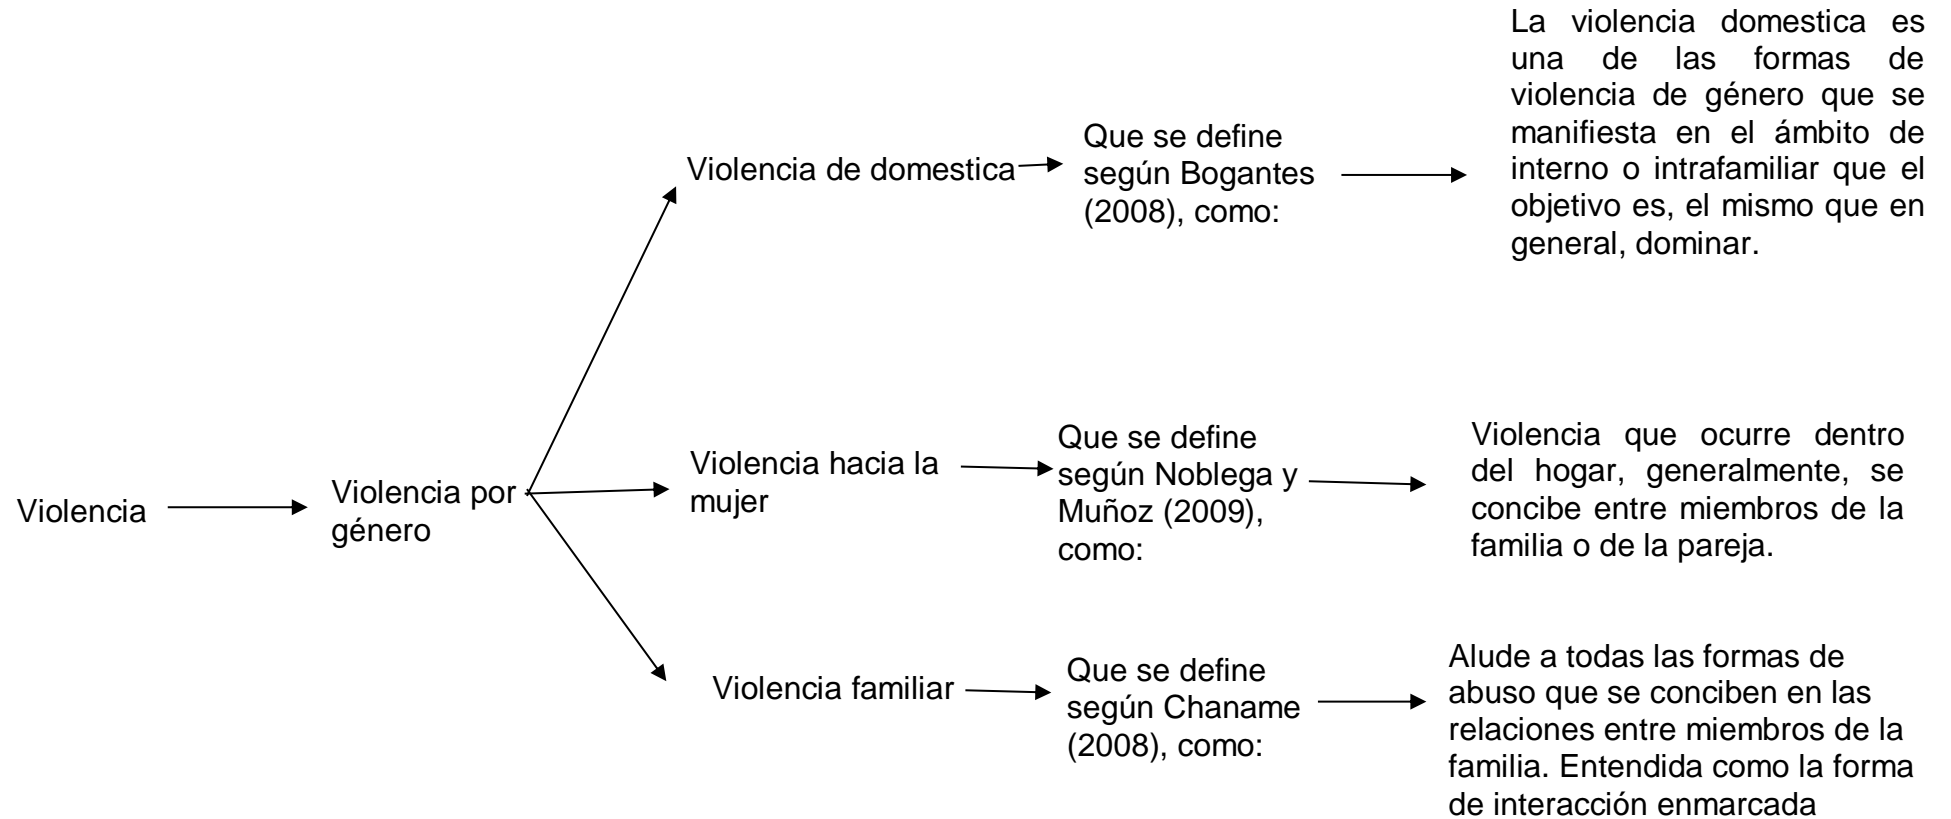 Violencia
Violencia por
género
Violencia de domestica
Que se define
según Bogantes
(2008), como:
La violencia domestica es
una de las formas de
violencia de género que se
manifiesta en el ámbito de
interno o intrafamiliar que el
objetivo es, el mismo que en
general, dominar.
Violencia hacia la
mujer
Que se define
según Noblega y
Muñoz (2009),
como:
Violencia que ocurre dentro
del hogar, generalmente, se
concibe entre miembros de la
familia o de la pareja.
Violencia familiar
Que se define
según Chaname
(2008), como:
Alude a todas las formas de
abuso que se conciben en las
relaciones entre miembros de la
familia. Entendida como la forma
de interacción enmarcada